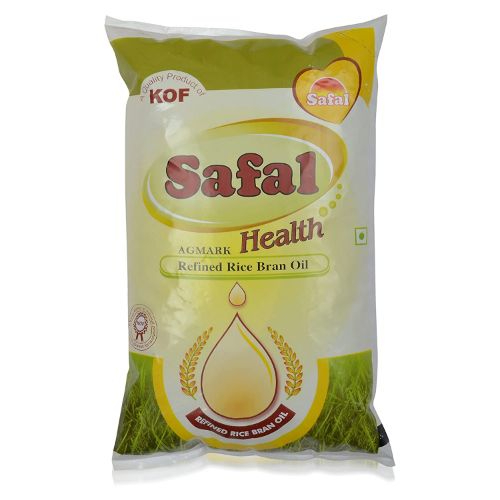 A Quality Product of
KOF
Safal
Safal
Health
AGMARK
Refined Rice Bran Oil
REFINED RICE BRAN OIL